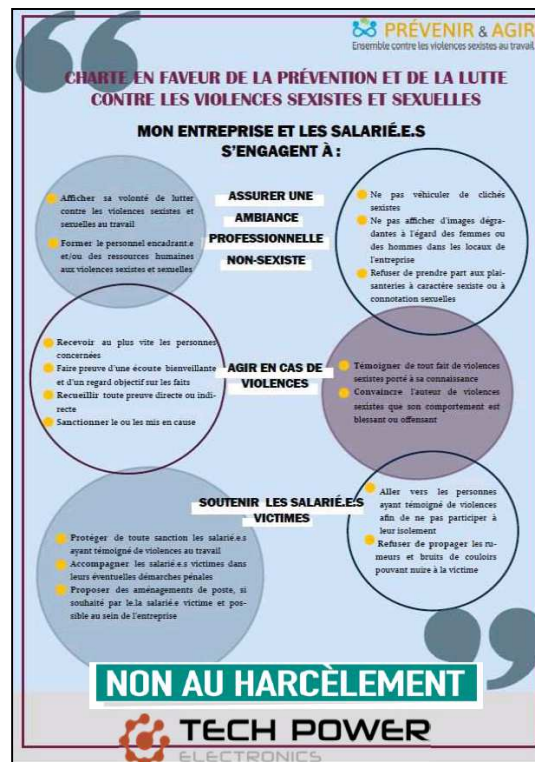 PRÉVENIR & AGIR
Ensemble contre les violences sexistes au travail
CHARTE EN FAVEUR DE LA PRÉVENTION ET DE LA LUTTE
CONTRE LES VIOLENCES SEXISTES ET SEXUELLES
MON ENTREPRISE ET LES SALARIÉ.E.S
S'ENGAGENT À :
Afficher sa volonté de lutter
contre les violences sexistes et
sexuelles au travail
Former le personnel encadrant.e
et/ou des ressources humaines
aux violences sexistes et sexuelles
ASSURER UNE
AMBIANCE
PROFESSIONNELLE
NON-SEXISTE
Ne pas véhiculer de clichés
sexistes
Ne pas afficher d'images dégra-
dantes à l'égard des femmes ou
des hommes dans les locaux de
l'entreprise
Refuser de prendre part aux plai-
santeries à caractère sexiste ou à
connotation sexuelles
Recevoir au plus vite les personnes
concernées
Faire preuve d'une écoute bienveillante
et d'un regard objectif sur les faits
Recueillir toute preuve directe ou indi-
recte
Sanctionner le ou les mis en cause
AGIR EN CAS DE
VIOLENCES
Témoigner de tout fait de violences
sexistes porté à sa connaissance
Convaincre l'auteur de violences
sexistes que son comportement est
blessant ou offensant
SOUTENIR LES SALARIÉ.E.S
VICTIMES
Protéger de toute sanction les salarié.e.s
ayant témoigné de violences au travail
Accompagner les salarié.e.s victimes dans
leurs éventuelles démarches pénales
Proposer des aménagements de poste, si
souhaité par le.la salarié.e victime et pos-
sible au sein de l'entreprise
Aller vers les personnes
ayant témoigné de violences
afin de ne pas participer à
leur isolement
Refuser de propager les ru-
meurs et bruits de couloirs
pouvant nuire à la victime
NON AU HARCÈLEMENT
TECH POWER
ELECTRONICS